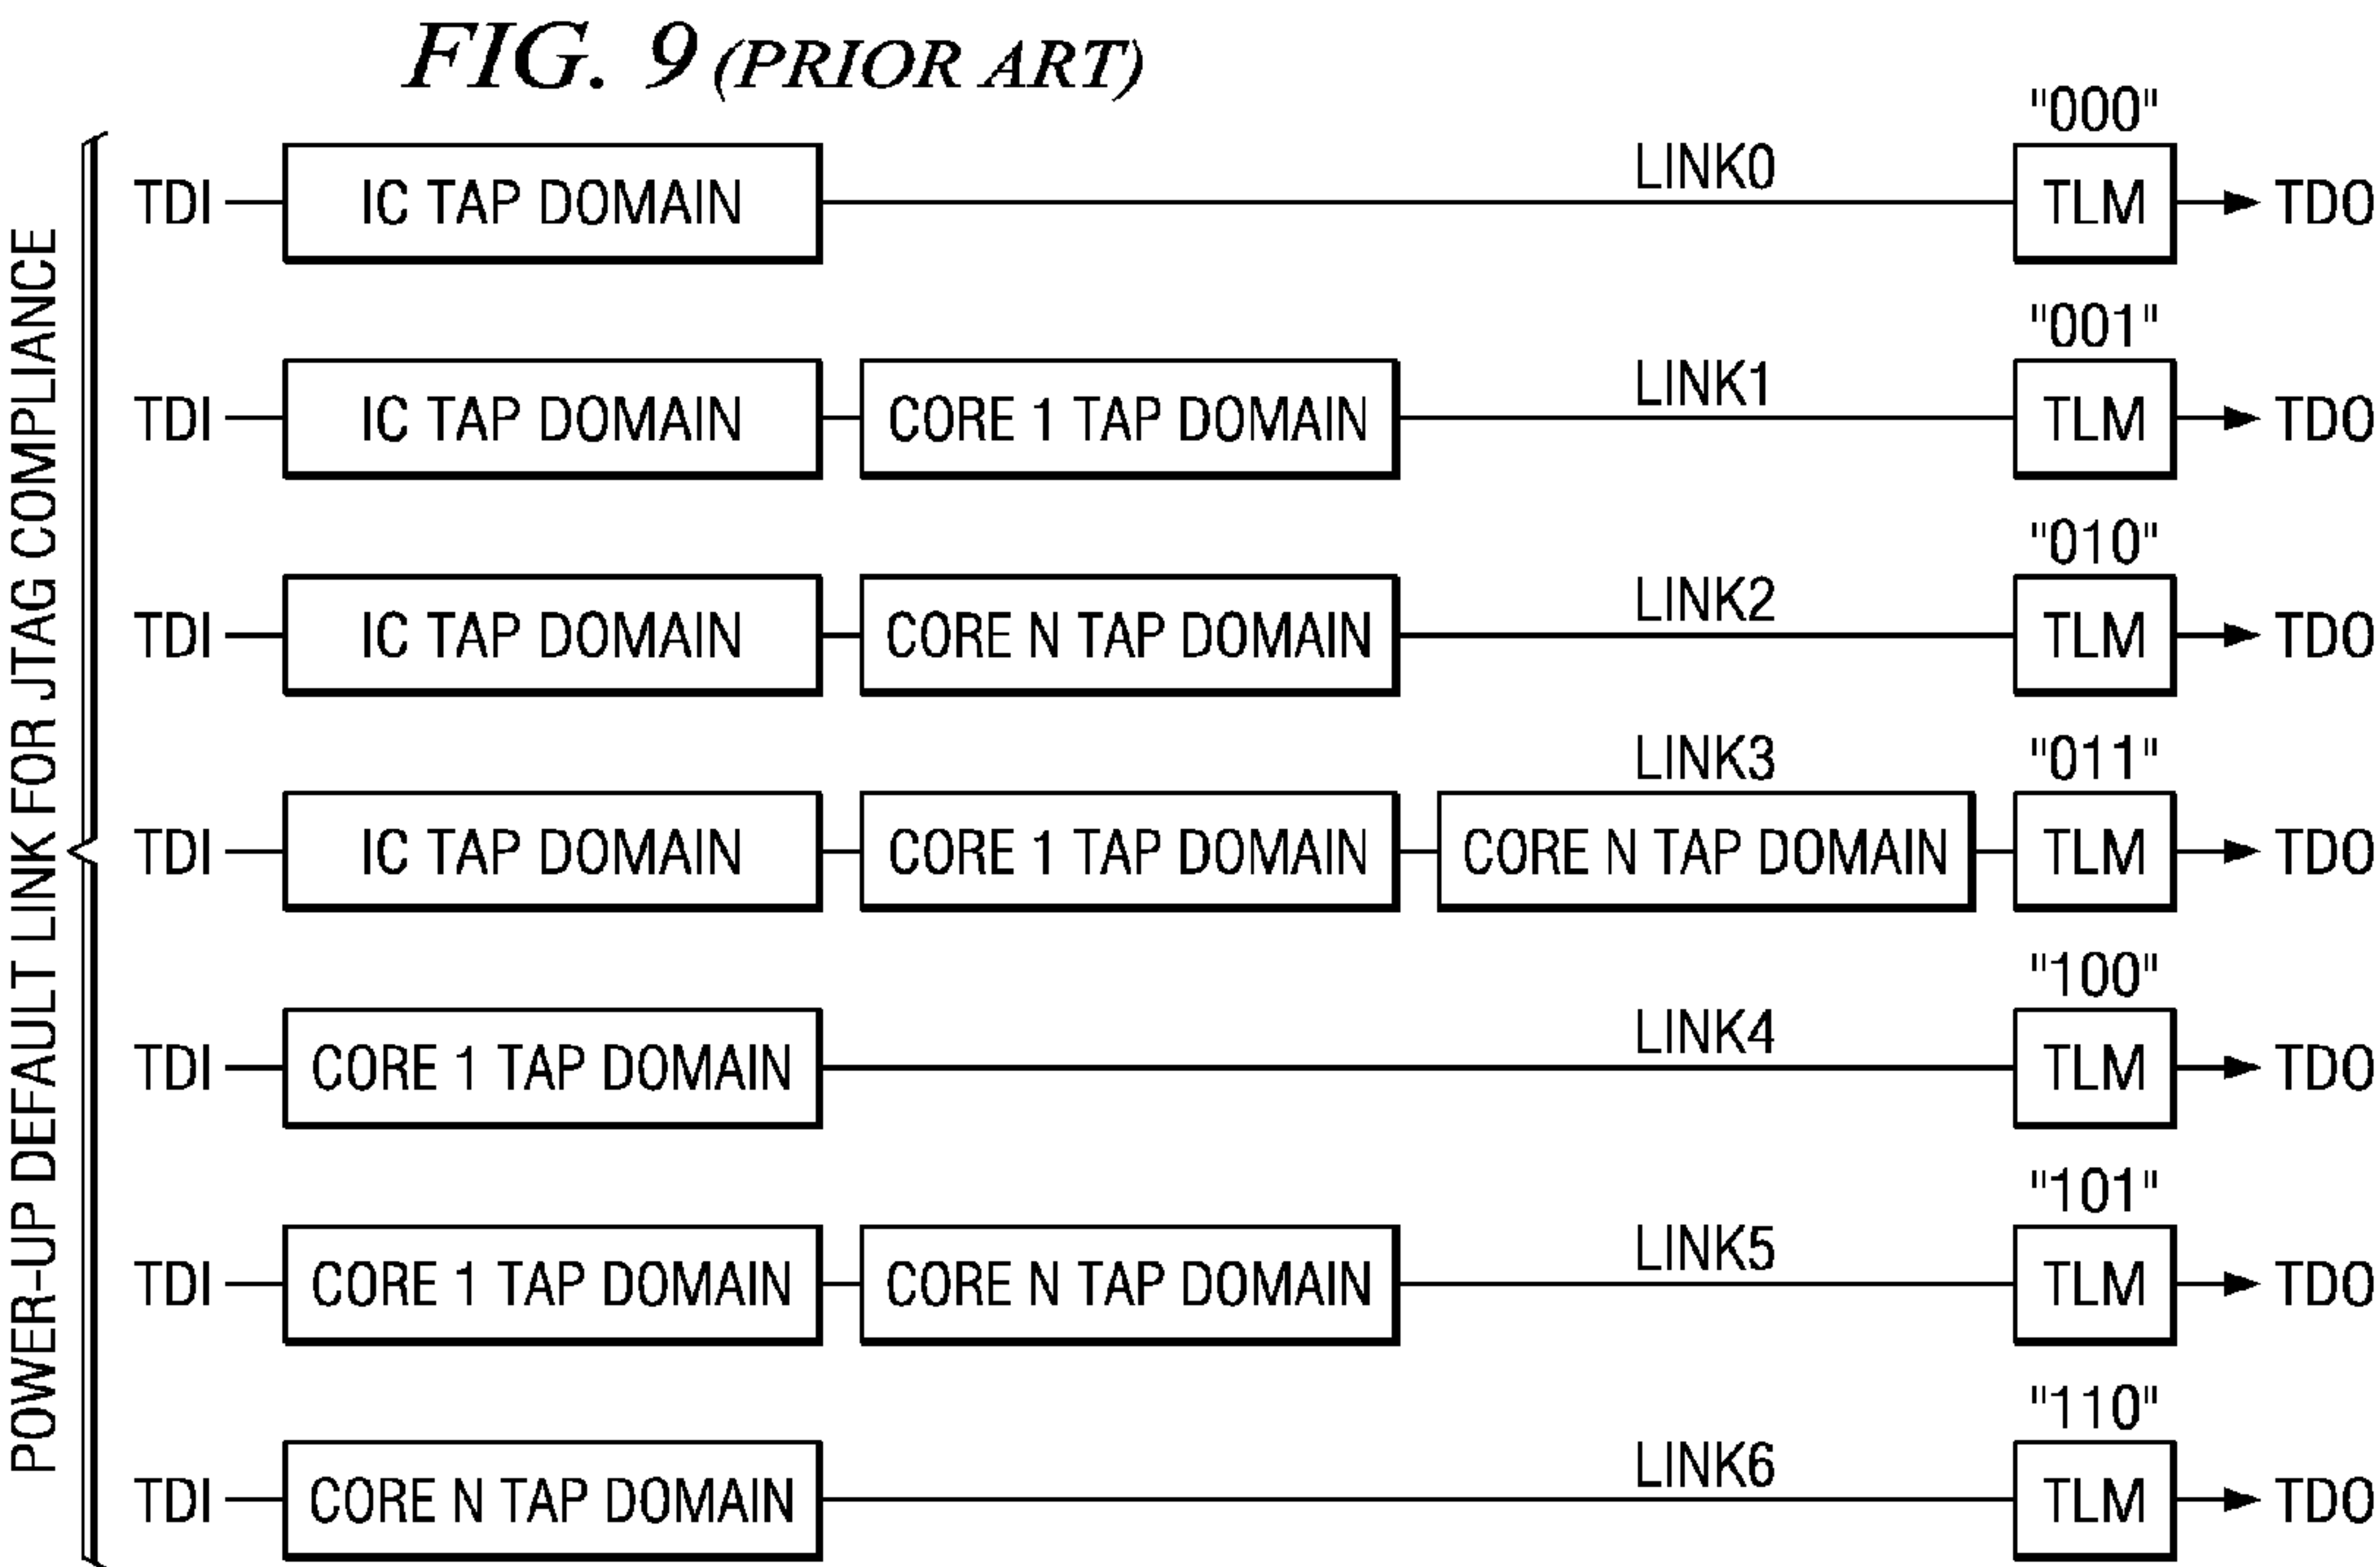 FIG. 9 (PRIOR ART)
POWER-UP DEFAULT LINK FOR JTAG COMPLIANCE
"000"
TDI IC TAP DOMAIN LINK0 TLM TDO
"001"
TDI IC TAP DOMAIN CORE 1 TAP DOMAIN LINK1 TLM TDO
"010"
TDI IC TAP DOMAIN CORE N TAP DOMAIN LINK2 TLM TDO
LINK3 "011"
TDI IC TAP DOMAIN CORE 1 TAP DOMAIN CORE N TAP DOMAIN TLM TDO
"100"
TDI CORE 1 TAP DOMAIN LINK4 TLM TDO
"101"
TDI CORE 1 TAP DOMAIN CORE N TAP DOMAIN LINK5 TLM TDO
"110"
TDI CORE N TAP DOMAIN LINK6 TLM TDO